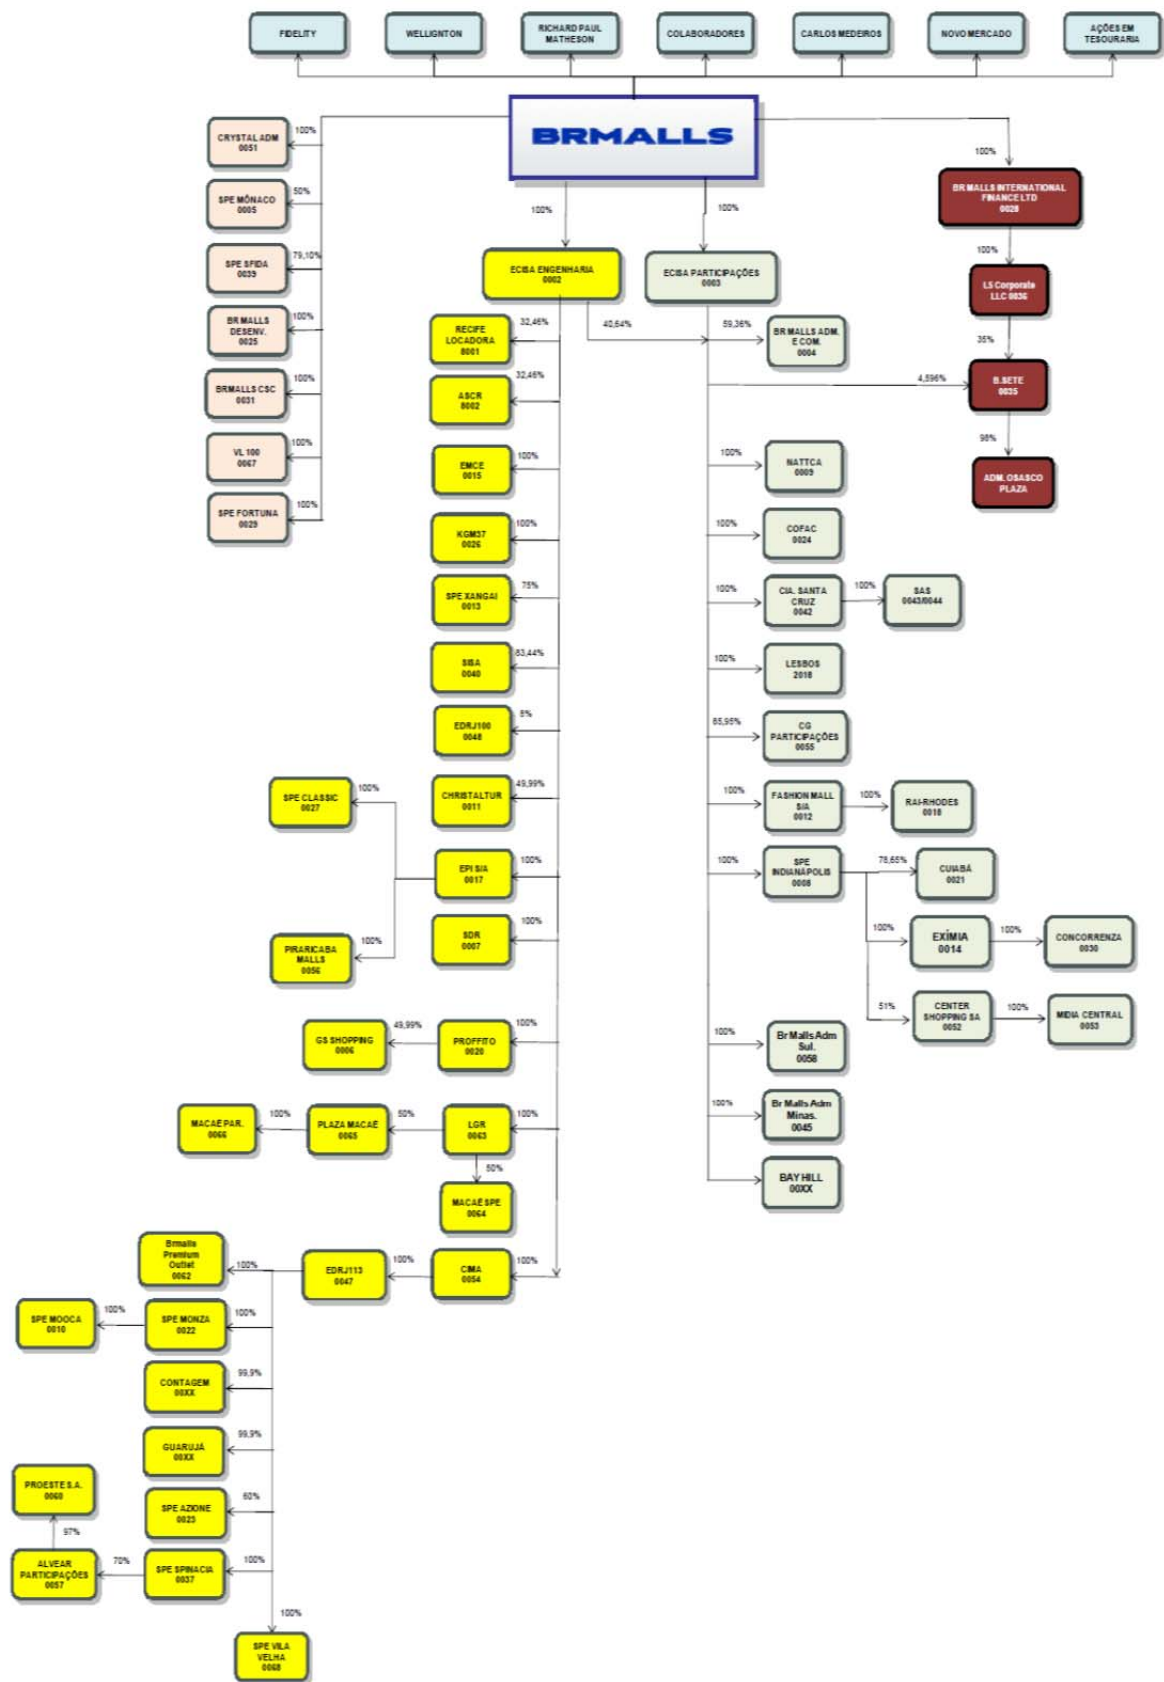 FIDELITY
WELLIGNTON
RICHARD PAUL
MATHESON
COLABORADORES
CARLOS MEDEIROS
NOVO MERCADO
AÇÕES EM
TESOURARIA
BRMALLS
100%
CRYSTAL ADM
0051
50%
SPE MÔNACO
0005
79,10%
SPE SFIDA
0039
100%
BR MALLS
DESENV.
0025
100%
BRMALLS CSC
0031
100%
VL 100
0067
100%
SPE FORTUNA
0029
100%
100%
100%
BR MALLS INTERNATIONAL
FINANCE LTD
0028
100%
LS Corporate
LLC 0036
35%
B.SETE
0035
4,596%
98%
ADM. OSASCO
PLAZA
ECISA ENGENHARIA
0002
ECISA PARTICIPAÇÕES
0003
40,64%
59,36%
BR MALLS ADM.
E COM.
0004
32,46%
RECIFE
LOCADORA
8001
32,46%
ASCR
8002
100%
EMCE
0015
100%
KGM37
0026
75%
SPE XANGAI
0013
63,44%
SISA
0040
5%
EDRJ100
0048
49,99%
CHRISTALTUR
0011
100%
EPI S/A
0017
100%
SPE CLASSIC
0027
100%
PIRARICABA
MALLS
0056
100%
SDR
0007
100%
PROFFITO
0020
49,99%
GS SHOPPING
0006
100%
LGR
0063
50%
PLAZA MACAÉ
0065
100%
MACAÉ PAR.
0066
50%
MACAÉ SPE
0064
100%
CIMA
0054
100%
EDRJ113
0047
100%
Brmalls
Premium
Outlet
0062
100%
SPE MONZA
0022
100%
SPE MOOCA
0010
99,9%
CONTAGEM
00XX
99,9%
GUARUJÁ
00XX
60%
SPE AZIONE
0023
100%
SPE SPINACIA
0037
70%
ALVEAR
PARTICIPAÇÕES
0057
97%
PROESTE S.A.
0060
100%
SPE VILA
VELHA
0068
100%
NATTCA
0009
100%
COFAC
0024
100%
CIA. SANTA
CRUZ
0042
100%
SAS
0043/0044
100%
LESBOS
2018
65,95%
CG
PARTICIPAÇÕES
0055
100%
FASHION MALL
S/A
0012
100%
RAI-RHODES
0018
100%
SPE
INDIANÁPOLIS
0008
78,65%
CUIABÁ
0021
100%
EXÍMIA
0014
100%
CONCORRENZA
0030
51%
CENTER
SHOPPING SA
0052
100%
MIDIA CENTRAL
0053
100%
Br Malls Adm
Sul.
0058
100%
Br Malls Adm
Minas.
0045
100%
BAY HILL
00XX